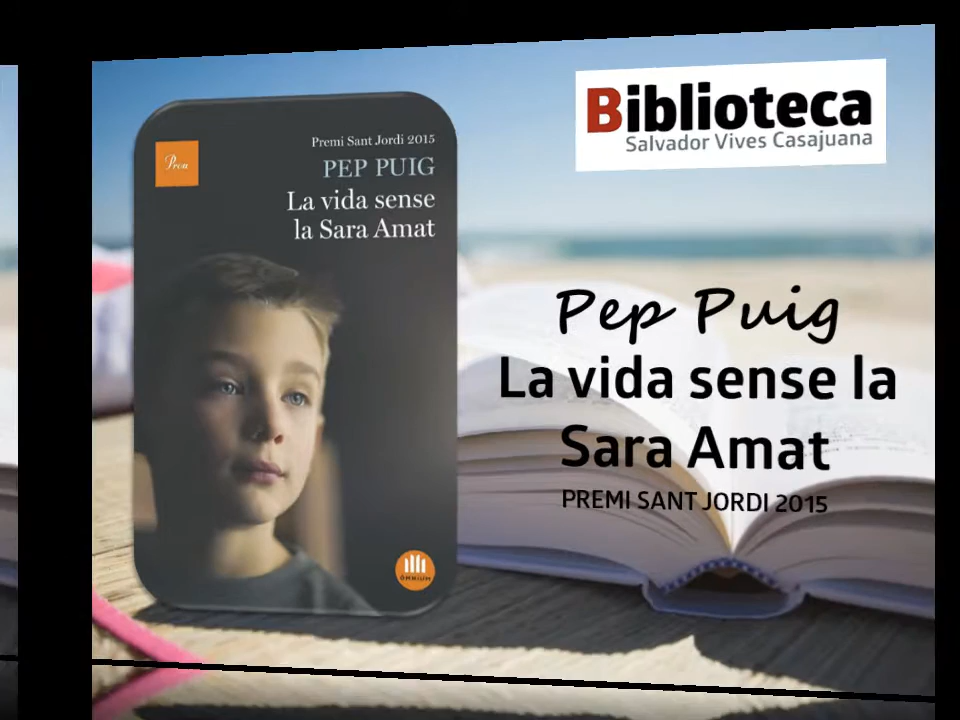 Proa
Premi Sant Jordi 2015
PEP PUIG
La vida sense
la Sara Amat
ÒMNIUM
Biblioteca
Salvador Vives Casajuana
Pep Puig
La vida sense la
Sara Amat
PREMI SANT JORDI 2015